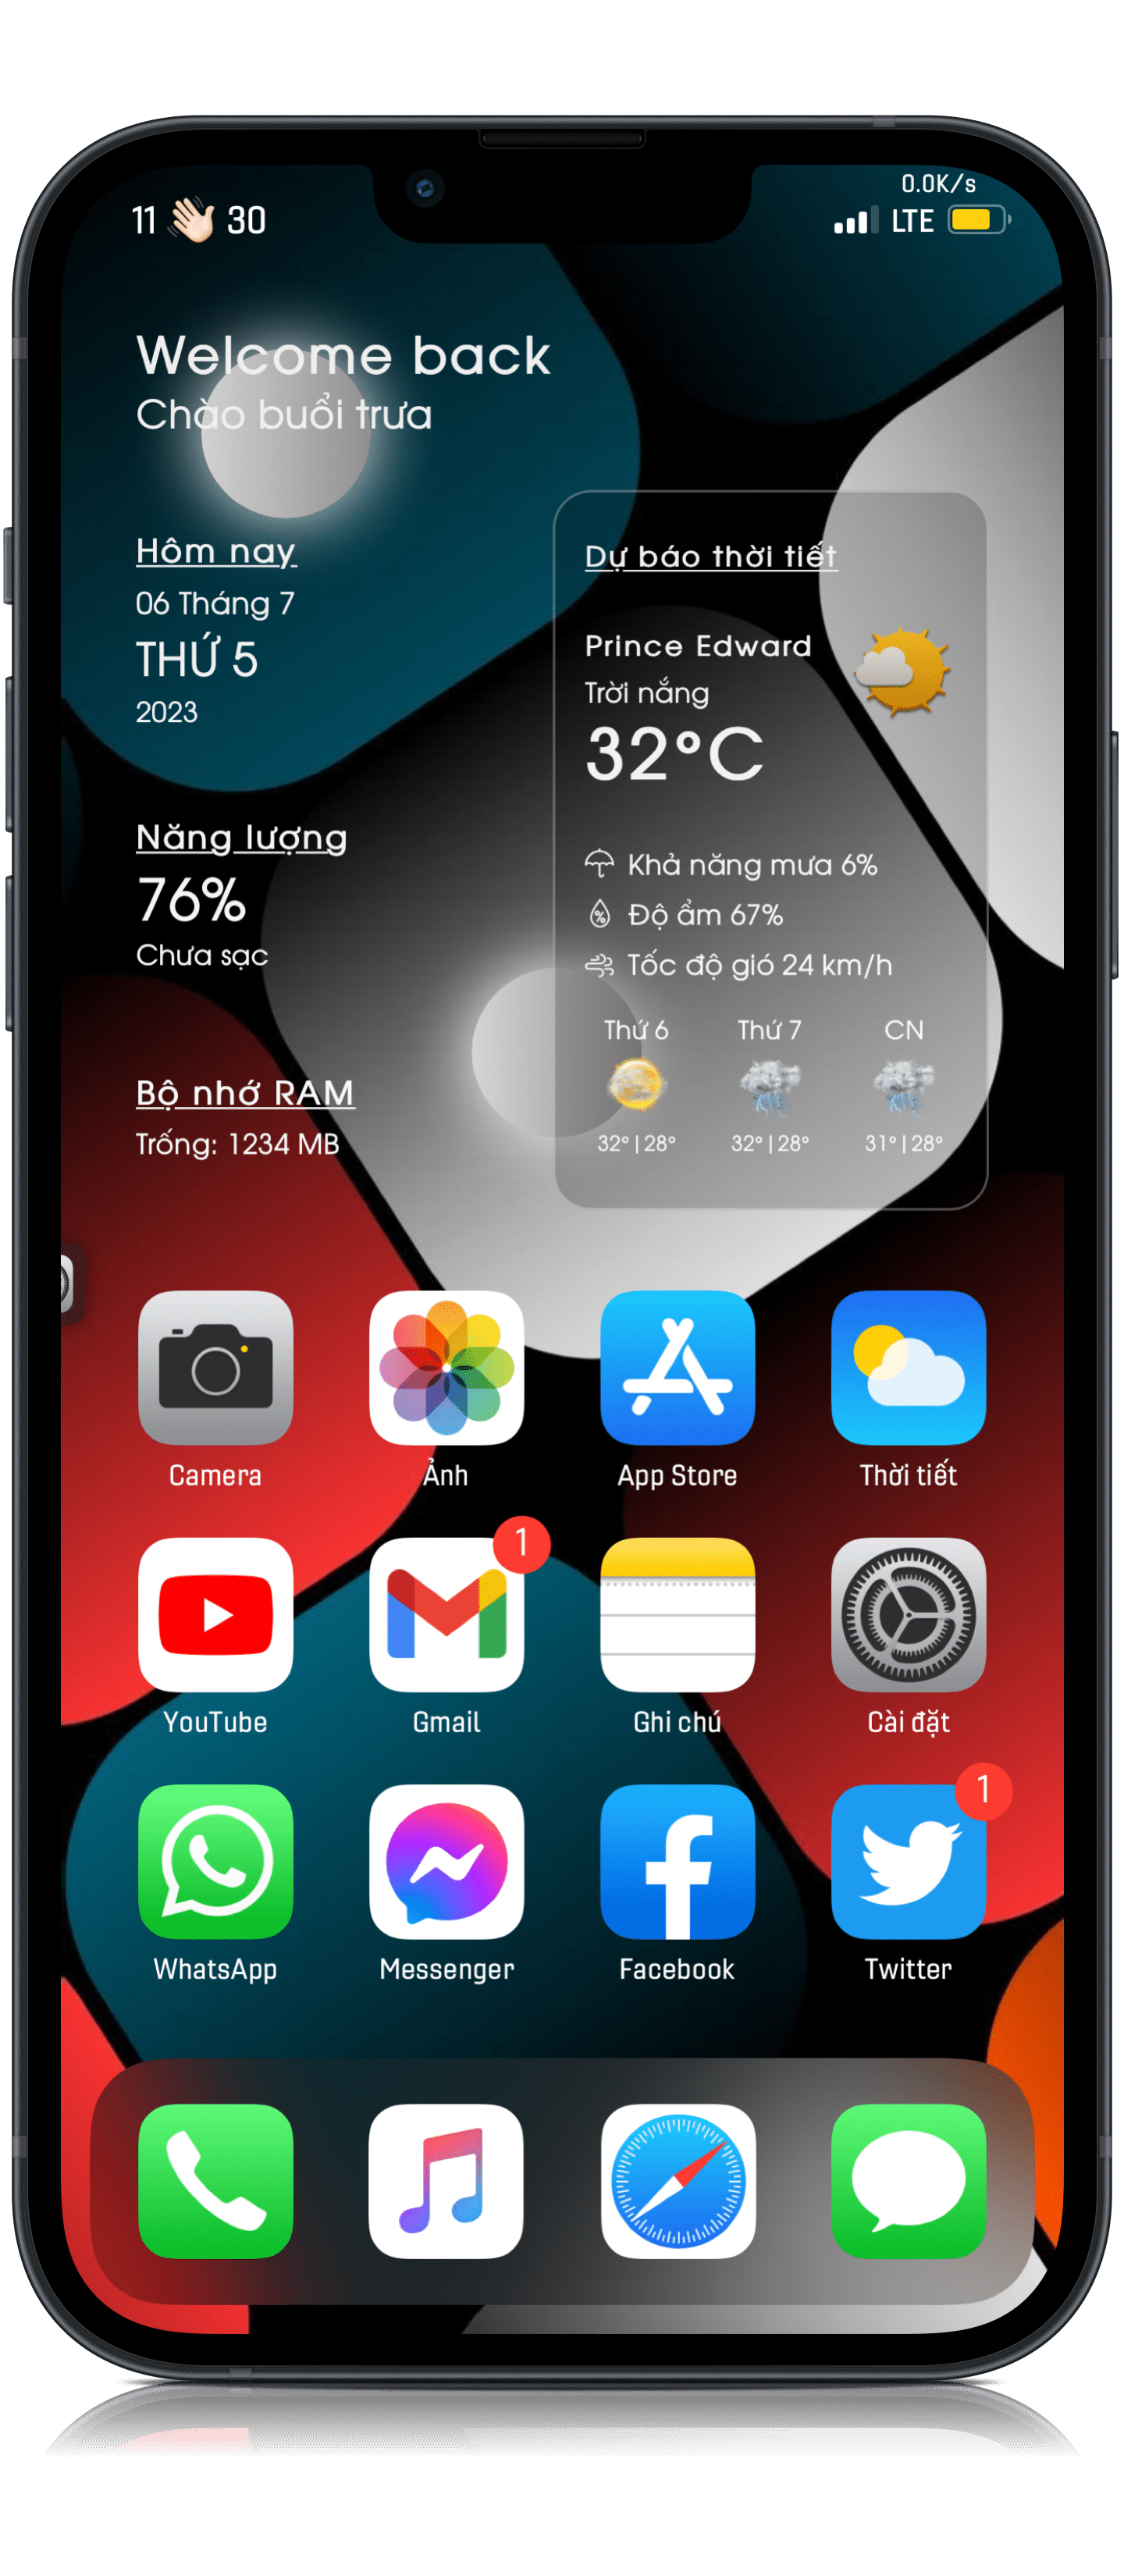 11 👋🏻 30
0.0K/s
LTE
Welcome back
Chào buổi trưa
Hôm nay
06 Tháng 7
THỨ 5
2023
Năng lượng
76%
Chưa sạc
Bộ nhớ RAM
Trống: 1234 MB
Dự báo thời tiết
Prince Edward
Trời nắng
32°C
Khả năng mưa 6%
Độ ẩm 67%
Tốc độ gió 24 km/h
Thứ 6 Thứ 7 CN
32° | 28° 32° | 28° 31° | 28°
Camera Ảnh App Store Thời tiết
1
YouTube Gmail Ghi chú Cài đặt
1
WhatsApp Messenger Facebook Twitter